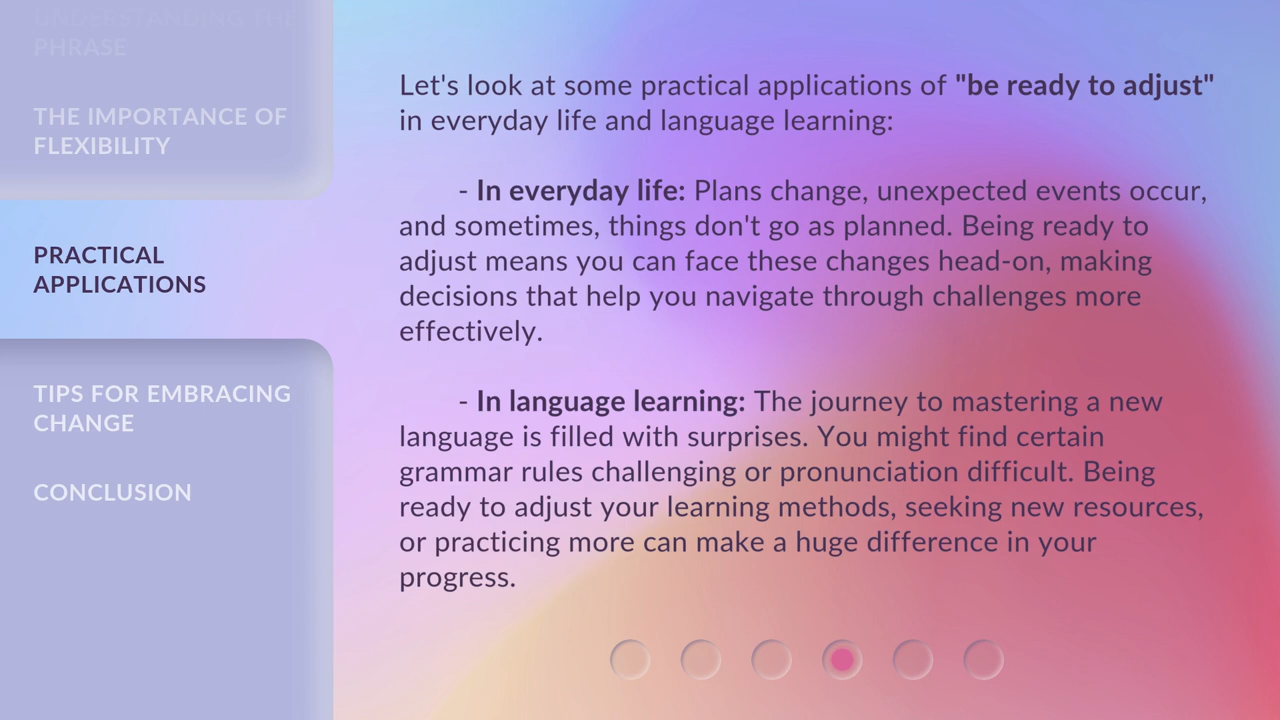 UNDERSTANDING THE
PHRASE
THE IMPORTANCE OF
FLEXIBILITY
PRACTICAL
APPLICATIONS
TIPS FOR EMBRACING
CHANGE
CONCLUSION
Let's look at some practical applications of "be ready to adjust"
in everyday life and language learning:
- In everyday life: Plans change, unexpected events occur,
and sometimes, things don't go as planned. Being ready to
adjust means you can face these changes head-on, making
decisions that help you navigate through challenges more
effectively.
- In language learning: The journey to mastering a new
language is filled with surprises. You might find certain
grammar rules challenging or pronunciation difficult. Being
ready to adjust your learning methods, seeking new resources,
or practicing more can make a huge difference in your
progress.